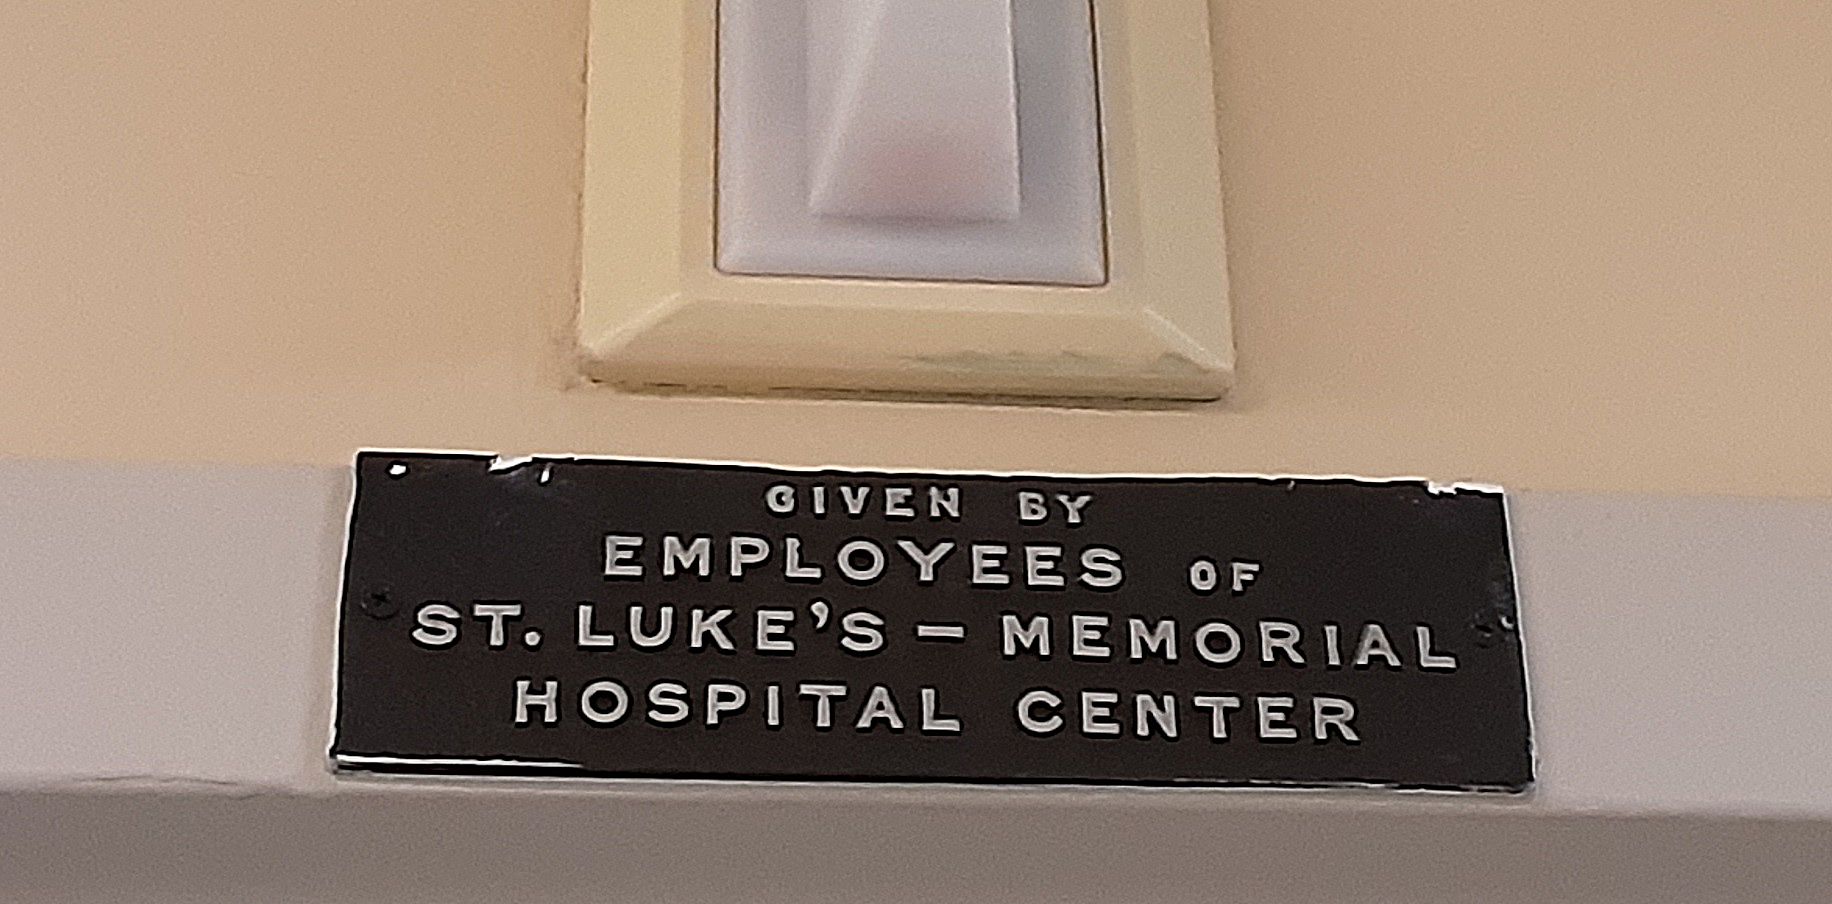 GIVEN BY
EMPLOYEES OF
ST. LUKE'S — MEMORIAL
HOSPITAL CENTER